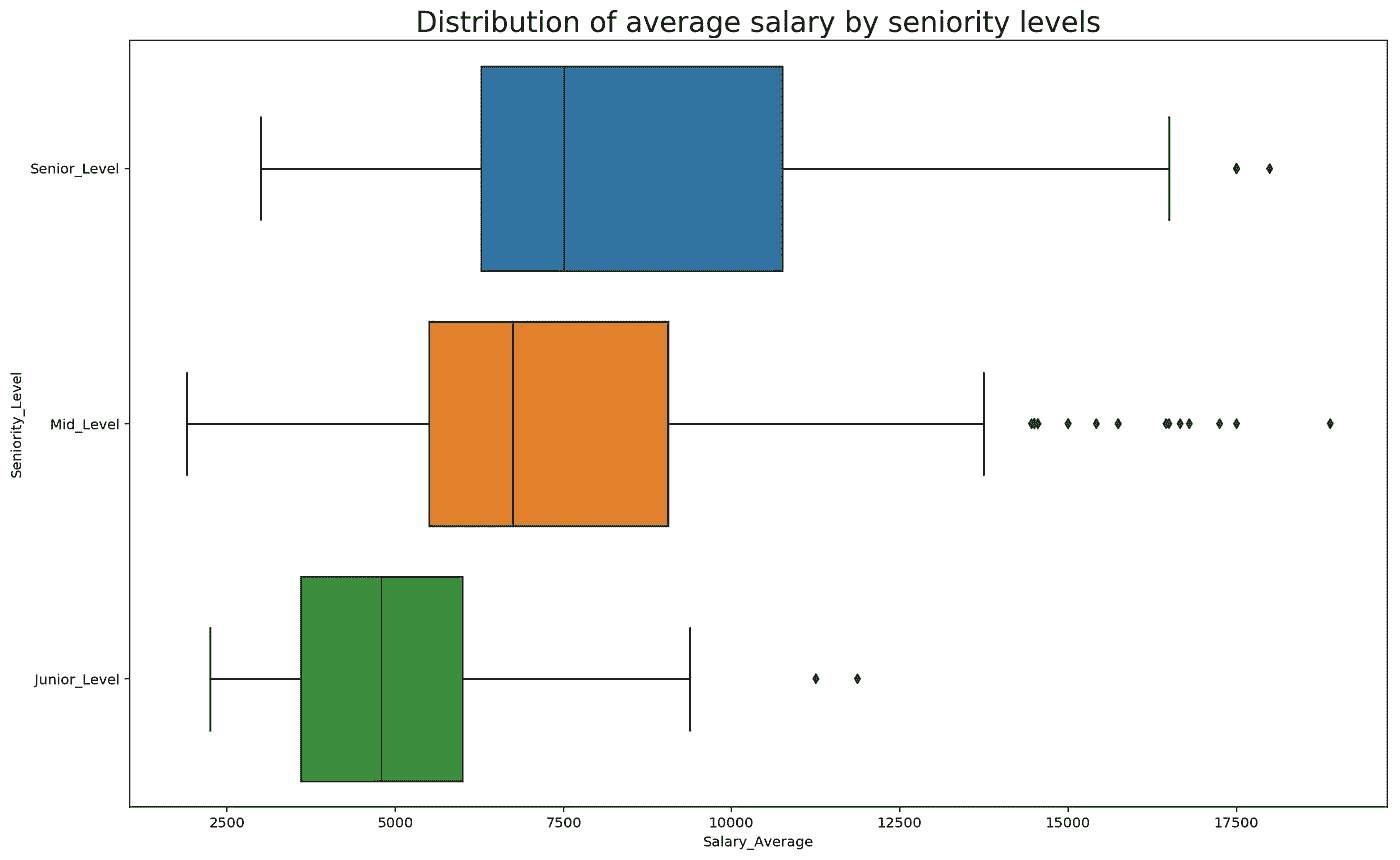 Distribution of average salary by seniority levels
Seniority_Level
Senior_Level
Mid_Level
Junior_Level
2500 5000 7500 10000 12500 15000 17500
Salary_Average